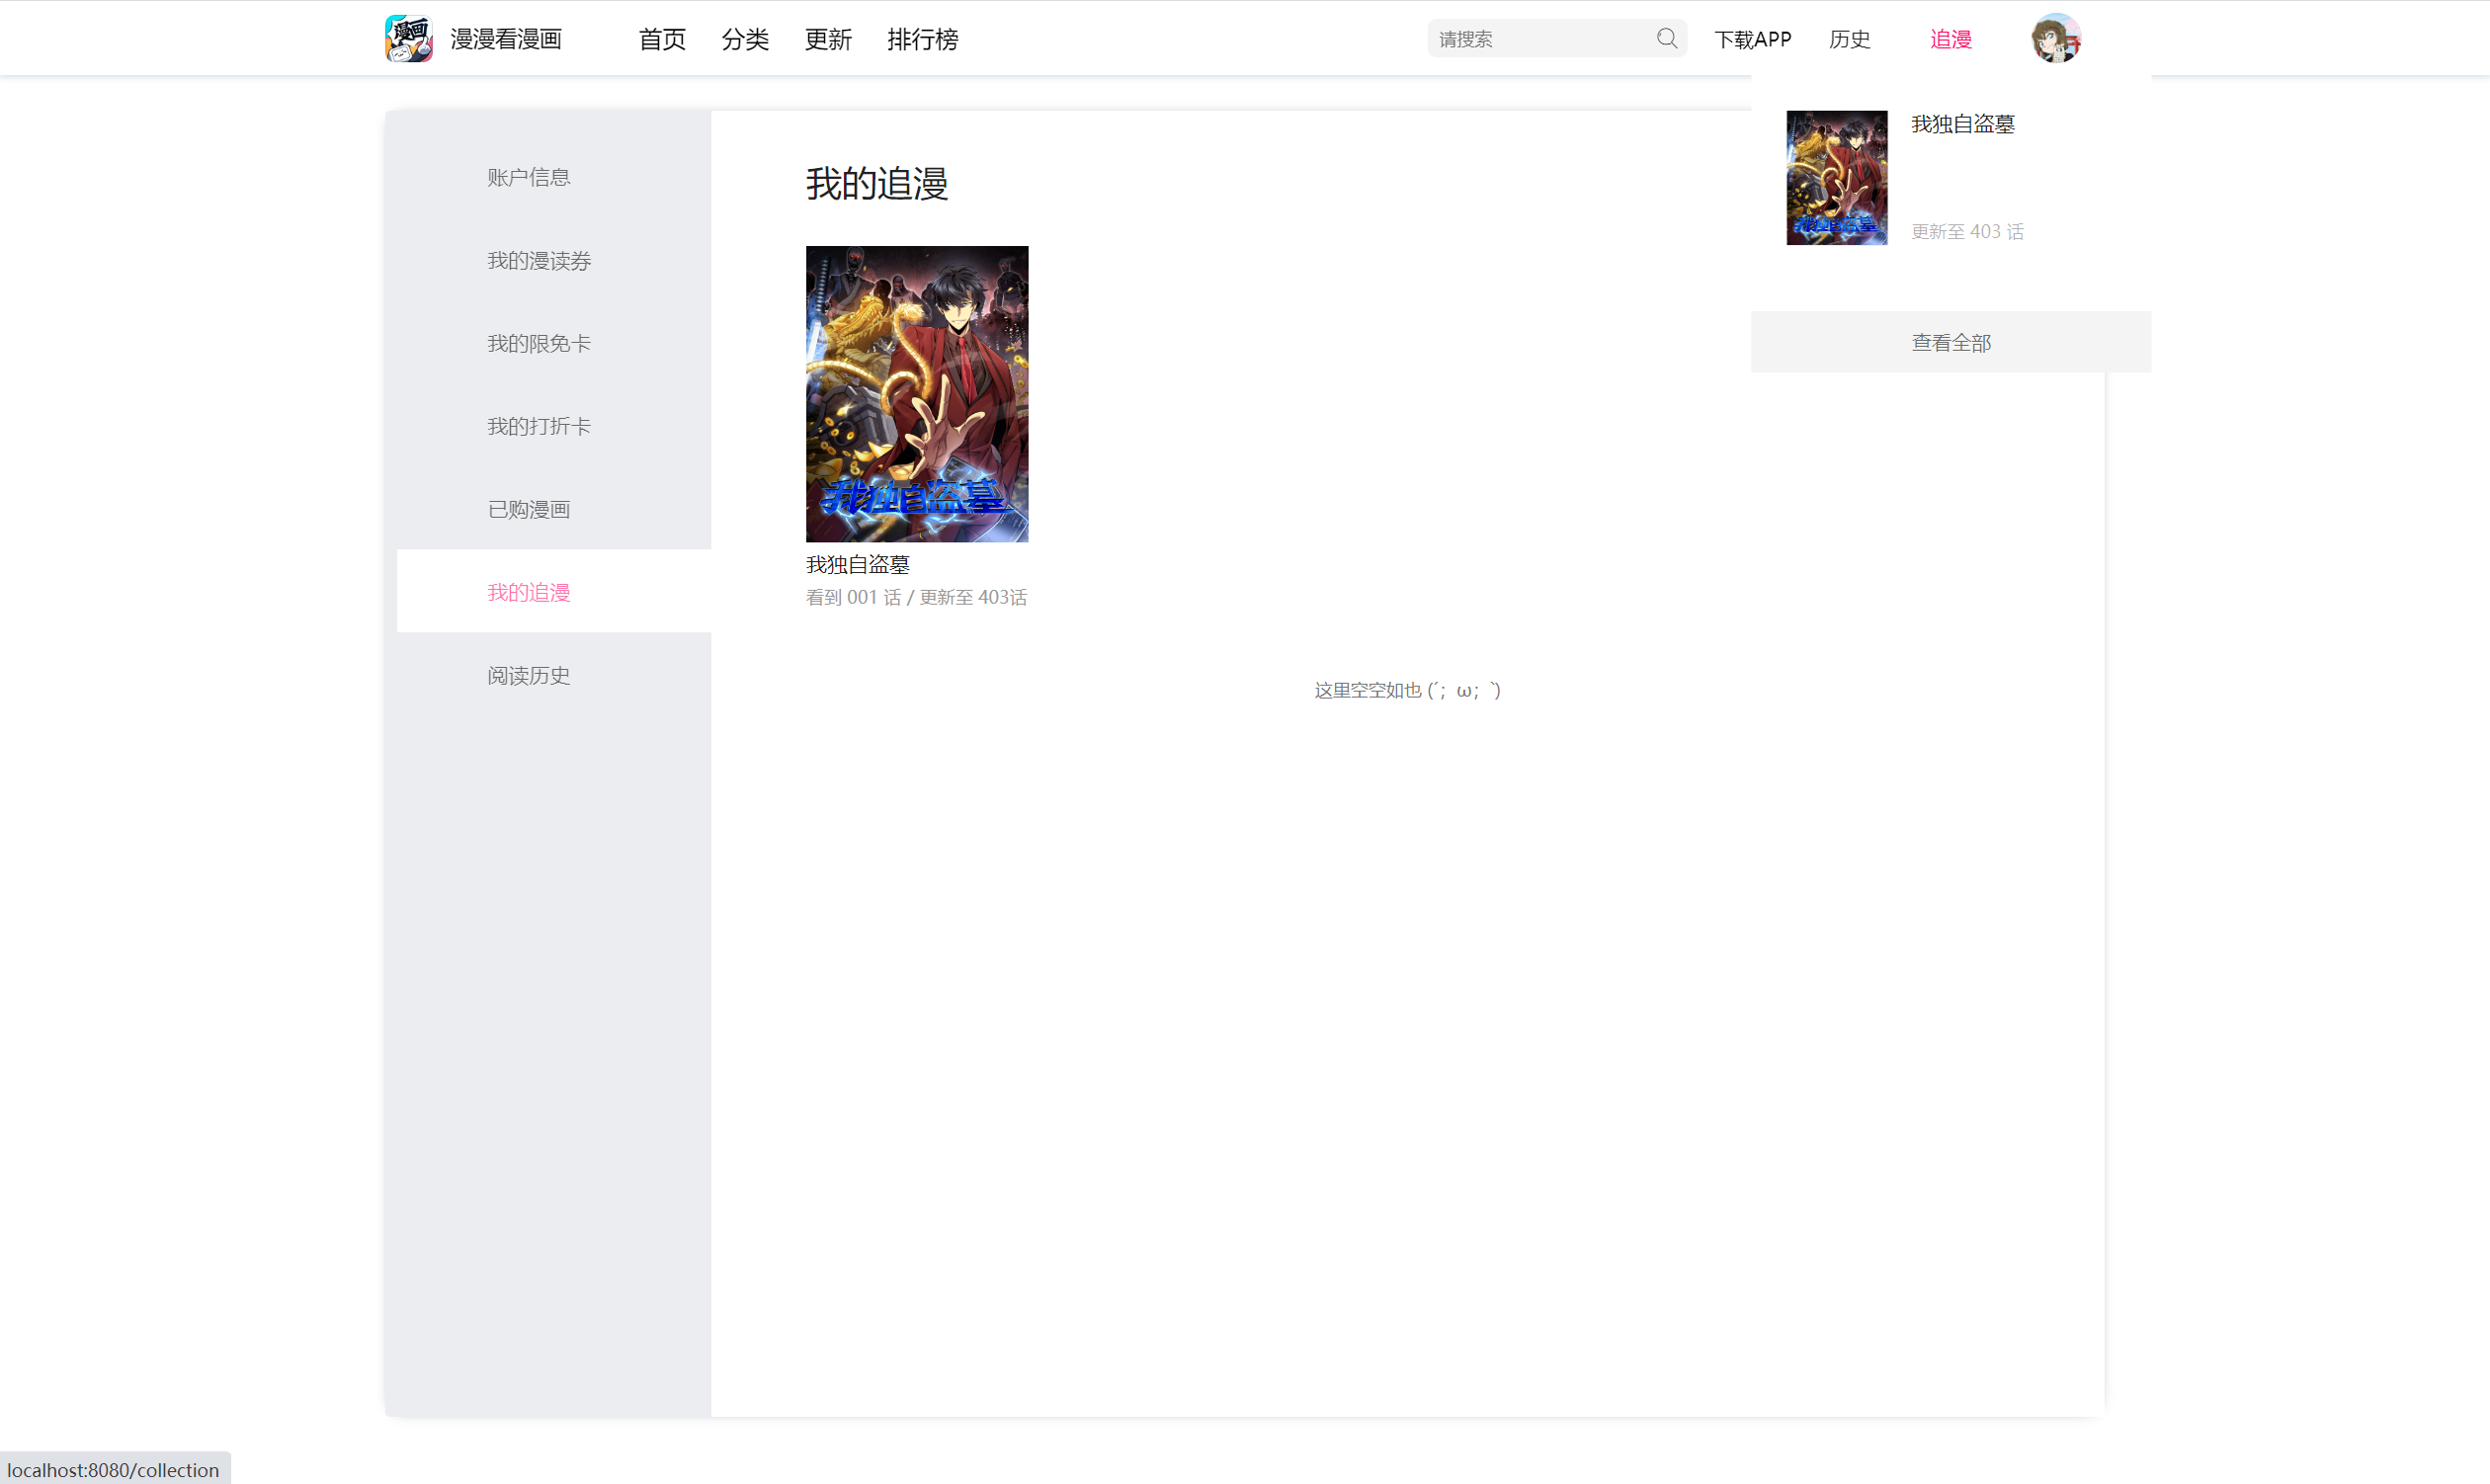 漫画
漫漫看漫画
首页
分类
更新
排行榜
请搜索
下载APP
历史
追漫
我独自盗墓
我独自盗墓
更新至 403 话
查看全部
账户信息
我的漫读券
我的限免卡
我的打折卡
已购漫画
我的追漫
阅读历史
我的追漫
我独自盗墓
我独自盗墓
看到 001 话 / 更新至 403话
这里空空如也 (´；ω；`)
localhost:8080/collection